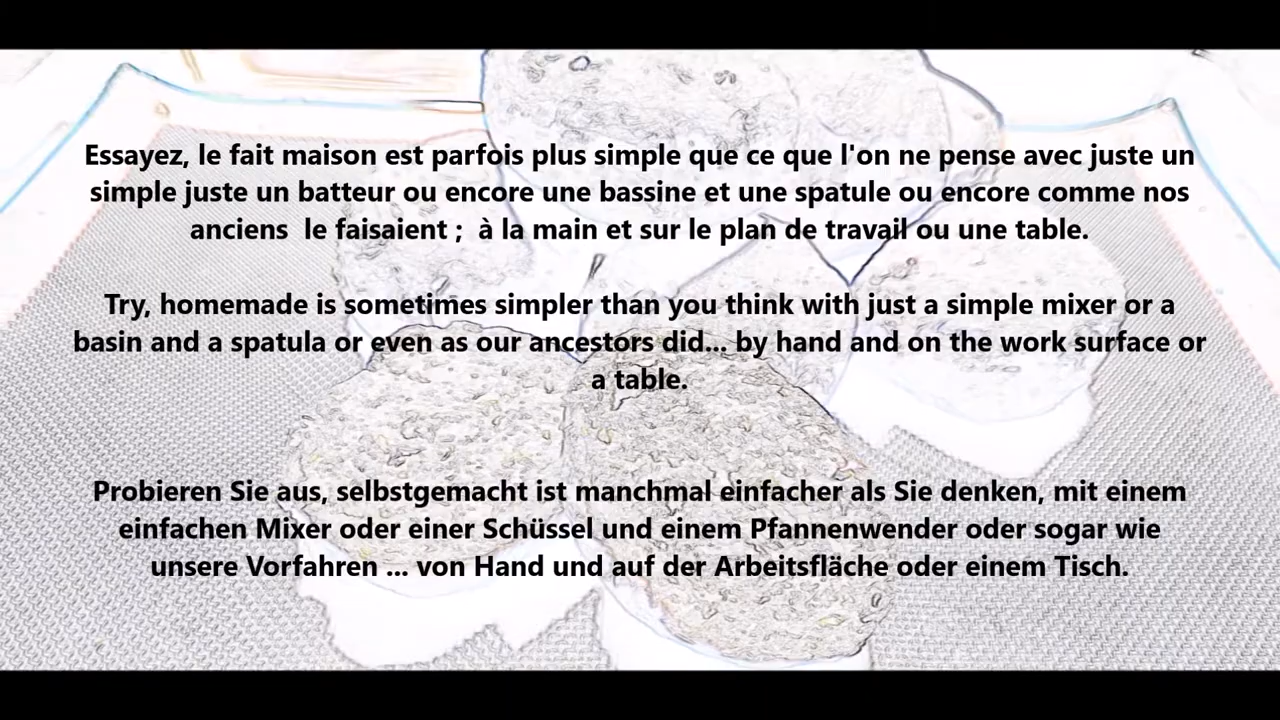 Essayez, le fait maison est parfois plus simple que ce que l'on ne pense avec juste un
simple juste un batteur ou encore une bassine et une spatule ou encore comme nos
anciens  le faisaient ;  à la main et sur le plan de travail ou une table.
Try, homemade is sometimes simpler than you think with just a simple mixer or a
basin and a spatula or even as our ancestors did... by hand and on the work surface or
a table.
Probieren Sie aus, selbstgemacht ist manchmal einfacher als Sie denken, mit einem
einfachen Mixer oder einer Schüssel und einem Pfannenwender oder sogar wie
unsere Vorfahren ... von Hand und auf der Arbeitsfläche oder einem Tisch.